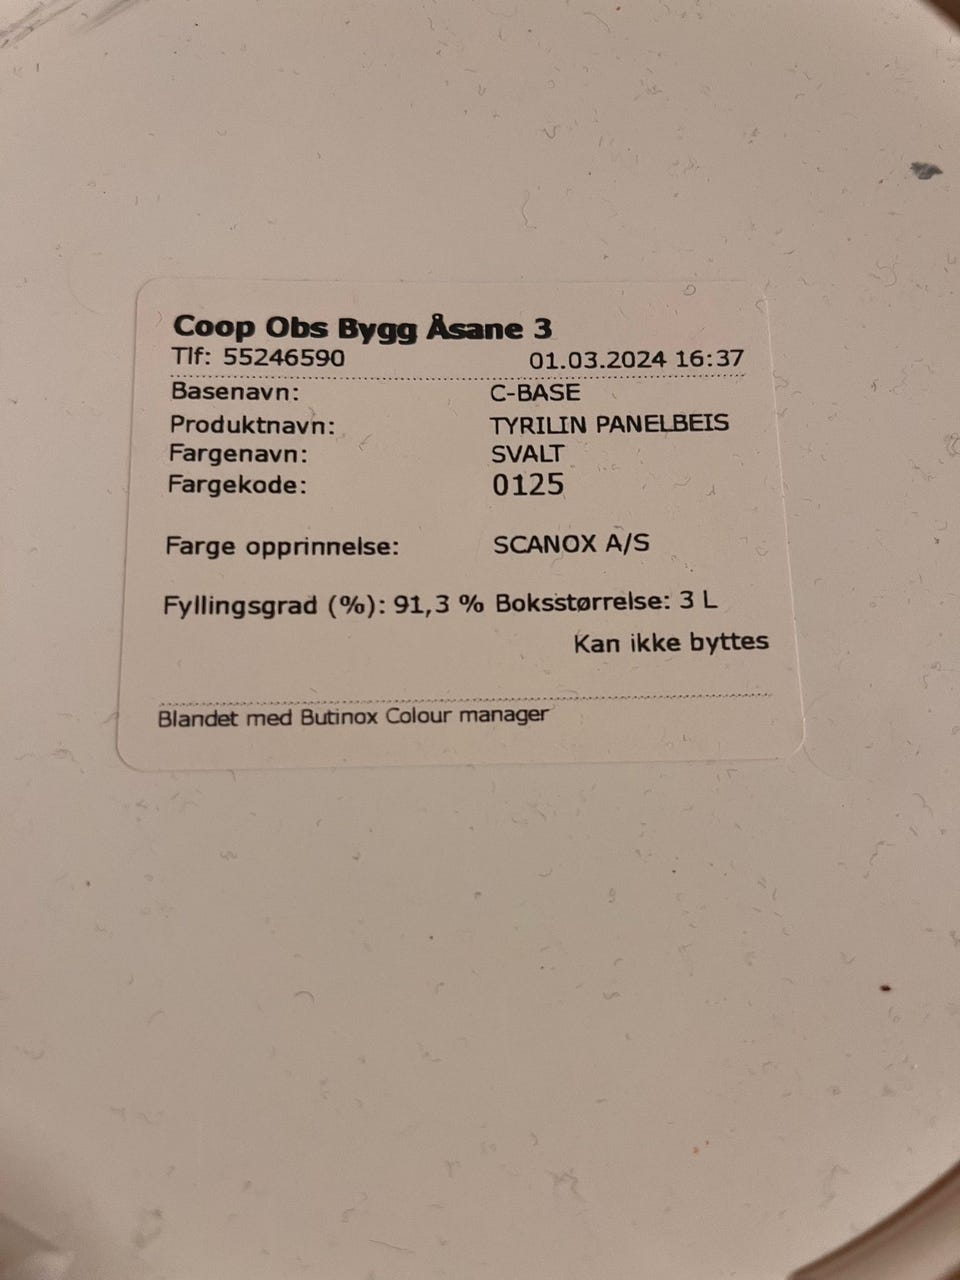 Coop Obs Bygg Åsane 3
Tlf: 55246590 01.03.2024 16:37
Basenavn: C-BASE
Produktnavn: TYRILIN PANELBEIS
Fargenavn: SVALT
Fargekode: 0125
Farge opprinnelse: SCANOX A/S
Fyllingsgrad (%): 91,3 % Boksstørrelse: 3 L
Kan ikke byttes
Blandet med Butinox Colour manager